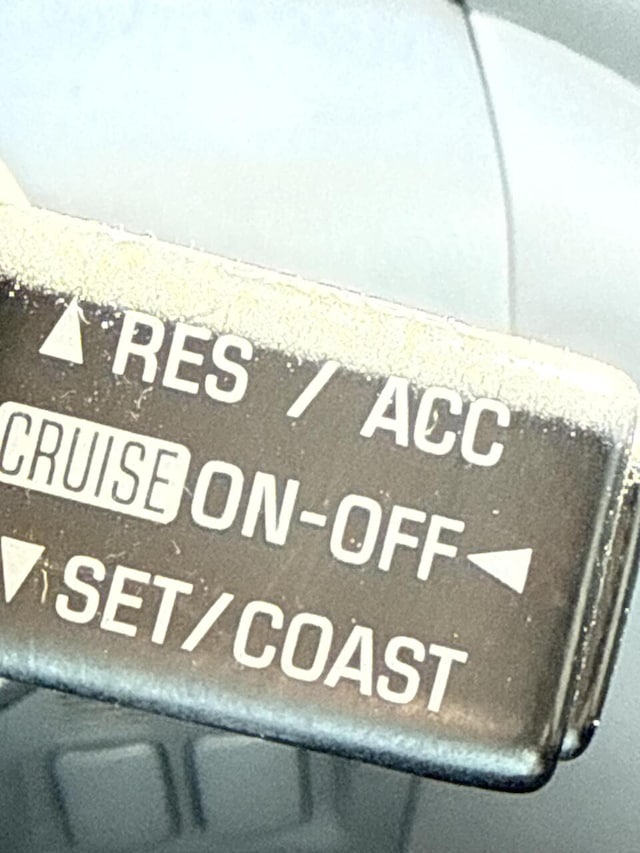 ▲ RES / ACC
CRUISE ON-OFF ◀
▼ SET/COAST